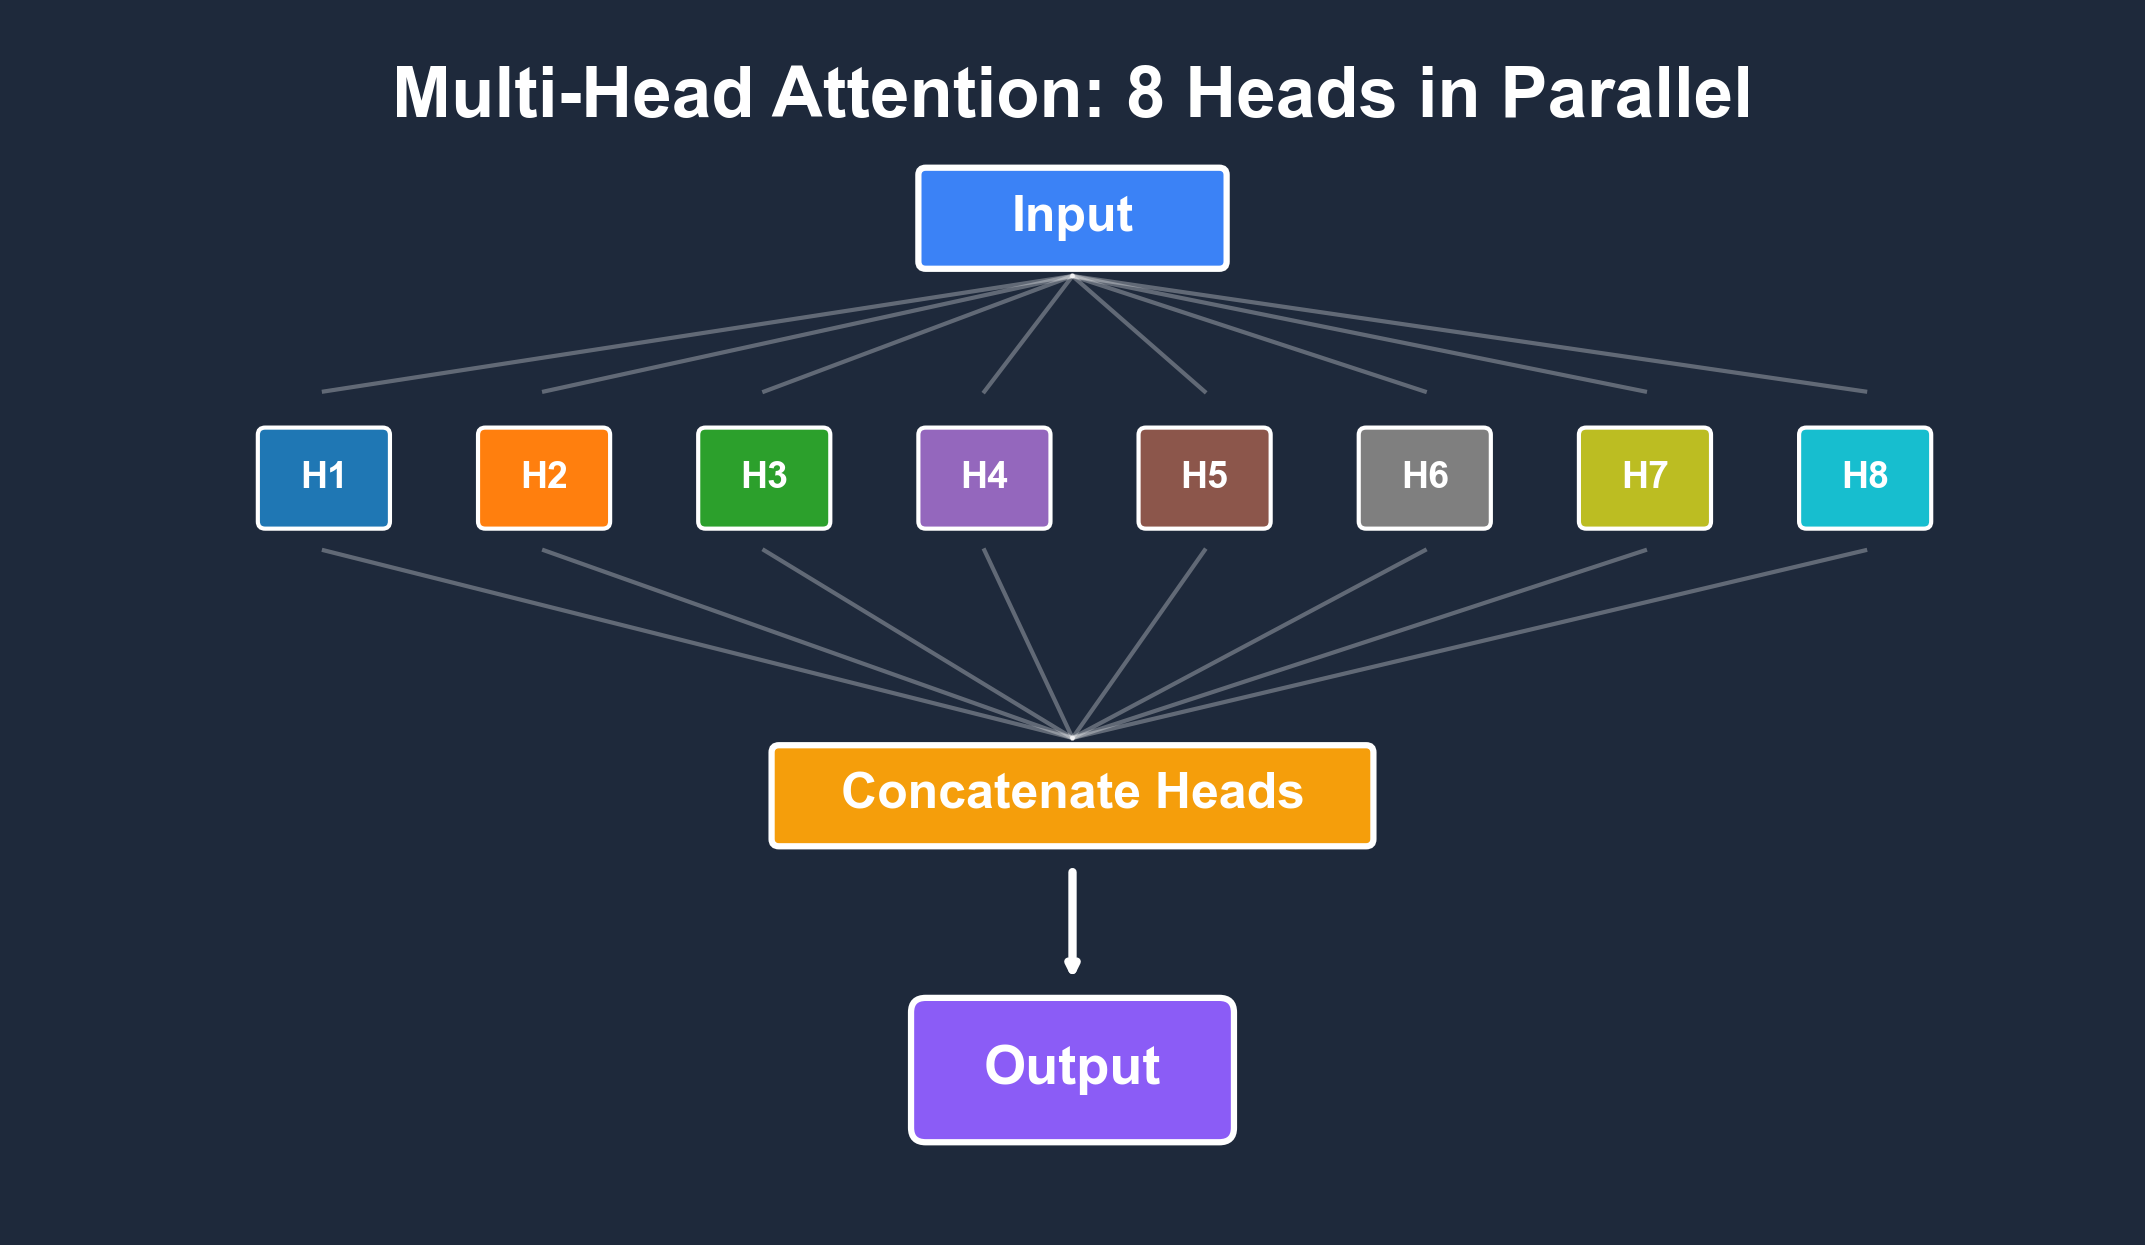 Multi-Head Attention: 8 Heads in Parallel
Input
H1
H2
H3
H4
H5
H6
H7
H8
Concatenate Heads
Output